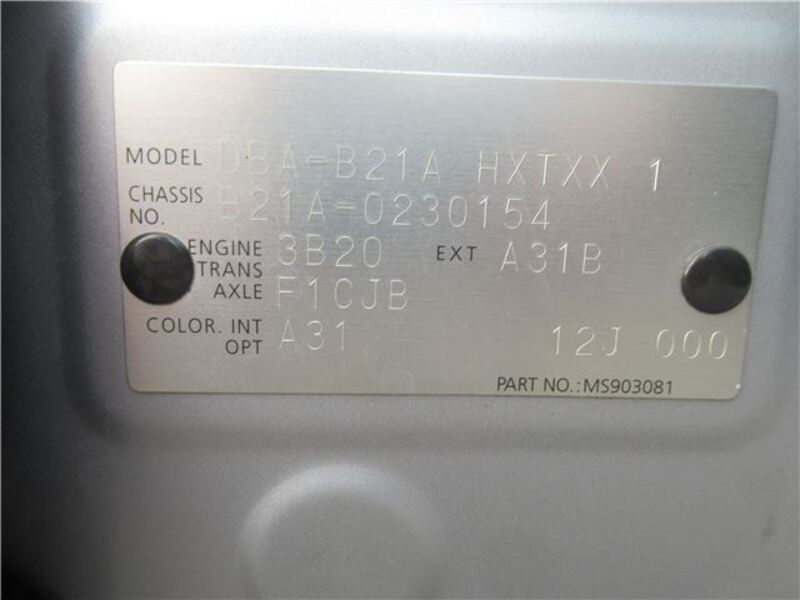 MODEL DBA-B21A HXTXX 1
CHASSIS NO. B21A-0230154
ENGINE 3B20 EXT A31B
TRANS AXLE F1CJB
COLOR. INT OPT A31 12J 000
PART NO.:MS903081